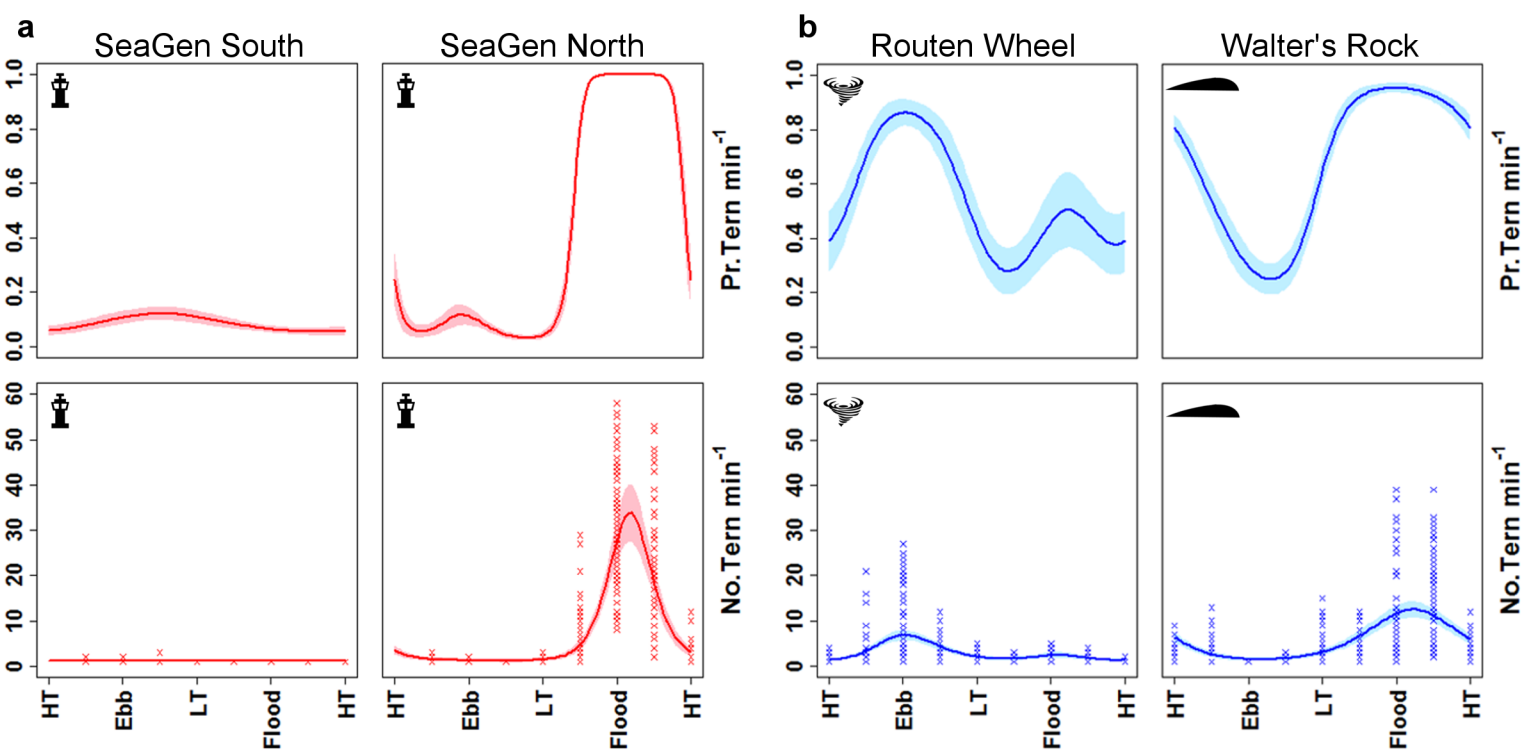 a
b
SeaGen South
SeaGen North
Routen Wheel
Walter's Rock
1.0
0.8
0.6
0.4
0.2
0.0
Pr.Tern min⁻¹
1.0
0.8
0.6
0.4
0.2
0.0
Pr.Tern min⁻¹
60
50
40
30
20
10
0
No.Tern min⁻¹
60
50
40
30
20
10
0
No.Tern min⁻¹
HT
Ebb
LT
Flood
HT
HT
Ebb
LT
Flood
HT
HT
Ebb
LT
Flood
HT
HT
Ebb
LT
Flood
HT